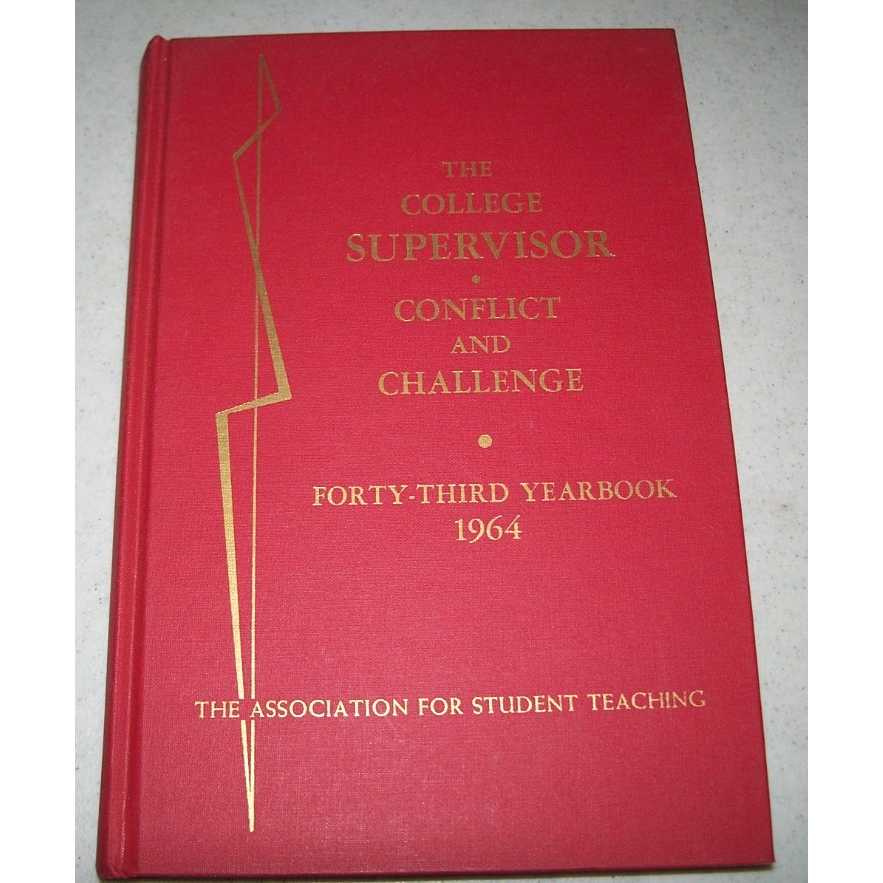 THE
COLLEGE
SUPERVISOR
•
CONFLICT
AND
CHALLENGE
•
FORTY-THIRD YEARBOOK
1964
THE ASSOCIATION FOR STUDENT TEACHING